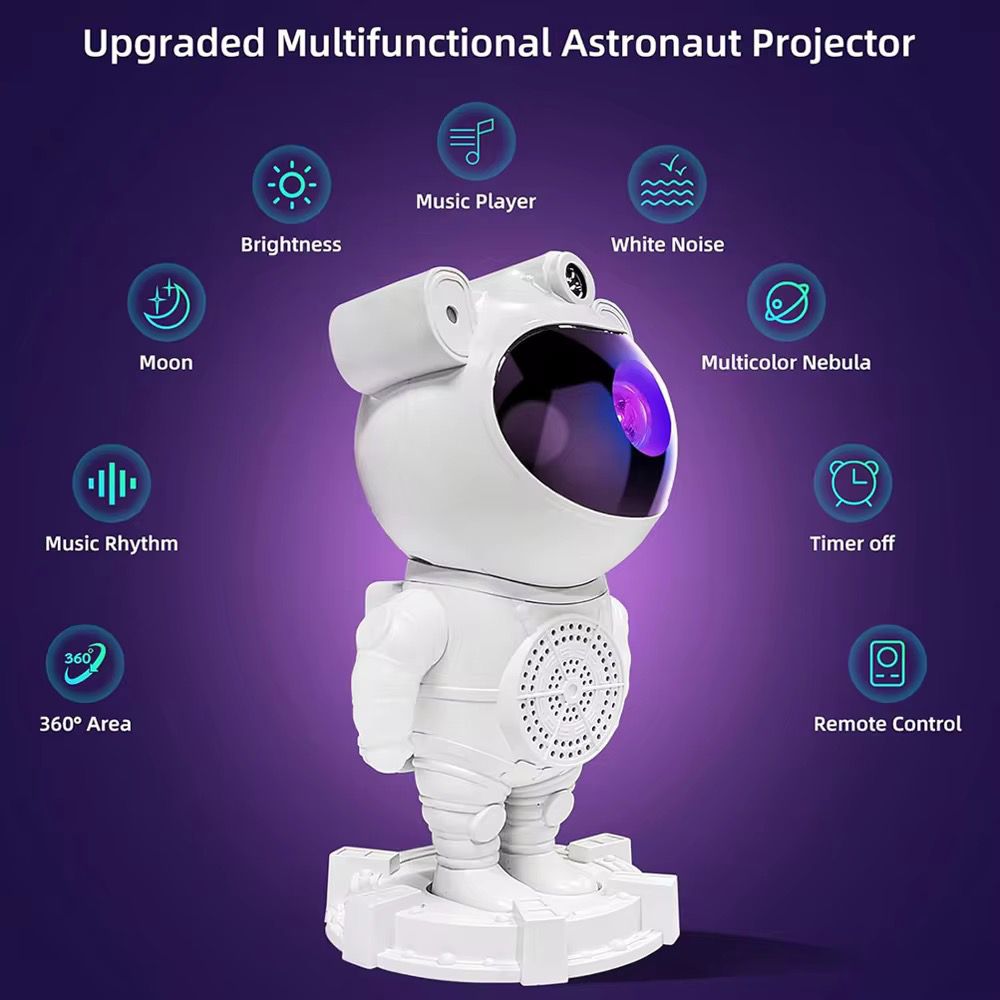 Upgraded Multifunctional Astronaut Projector
Music Player
Brightness
White Noise
Moon
Multicolor Nebula
Music Rhythm
Timer off
360°
360° Area
Remote Control